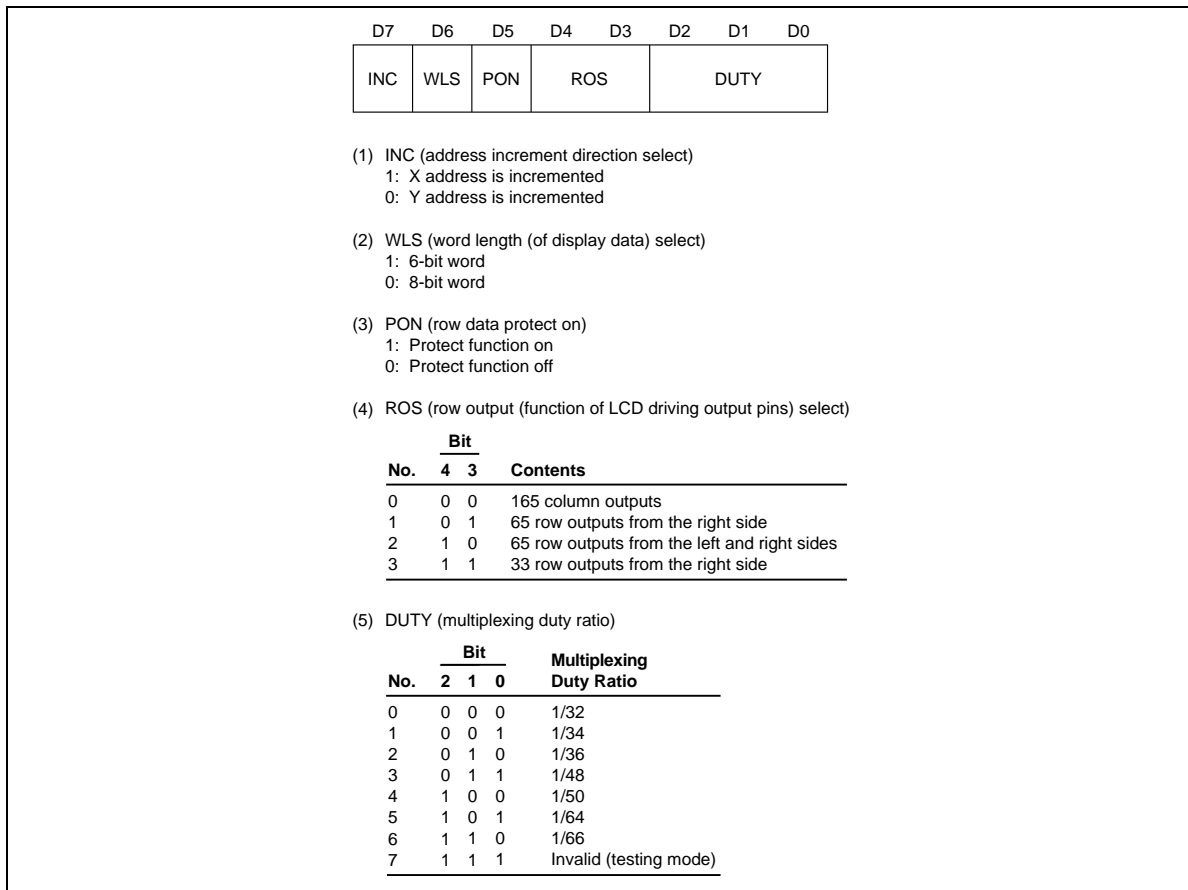 D7 D6 D5 D4 D3 D2 D1 D0
INC WLS PON ROS DUTY
(1) INC (address increment direction select)
1: X address is incremented
0: Y address is incremented
(2) WLS (word length (of display data) select)
1: 6-bit word
0: 8-bit word
(3) PON (row data protect on)
1: Protect function on
0: Protect function off
(4) ROS (row output (function of LCD driving output pins) select)
Bit
No. 4 3 Contents
0 0 0 165 column outputs
1 0 1 65 row outputs from the right side
2 1 0 65 row outputs from the left and right sides
3 1 1 33 row outputs from the right side
(5) DUTY (multiplexing duty ratio)
Bit Multiplexing
No. 2 1 0 Duty Ratio
0 0 0 0 1/32
1 0 0 1 1/34
2 0 1 0 1/36
3 0 1 1 1/48
4 1 0 0 1/50
5 1 0 1 1/64
6 1 1 0 1/66
7 1 1 1 Invalid (testing mode)